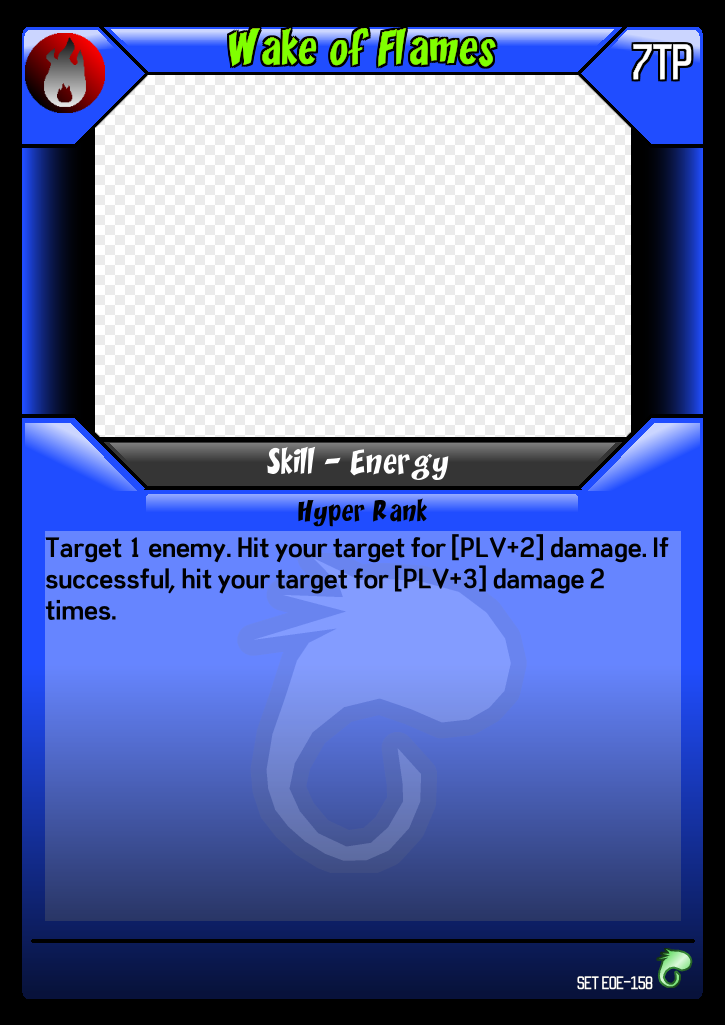 Wake of Flames
7TP
Skill - Energy
Hyper Rank
Target 1 enemy. Hit your target for [PLV+2] damage. If
successful, hit your target for [PLV+3] damage 2
times.
SET EOE-158